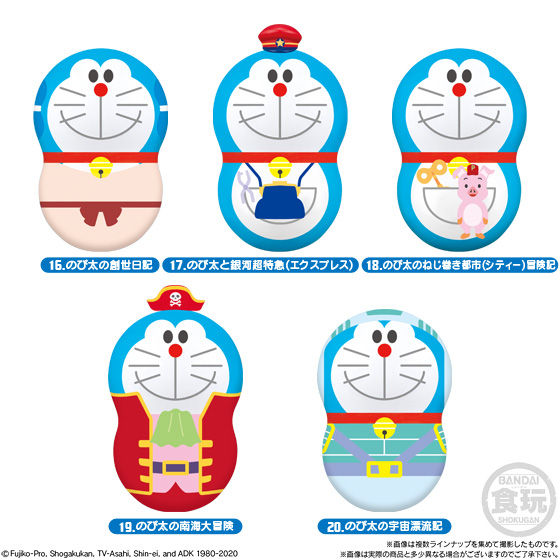 16.のび太の創世日記
17.のび太と銀河超特急(エクスプレス)
18.のび太のねじ巻き都市(シティー)冒険記
19.のび太の南海大冒険
20.のび太の宇宙漂流記
BANDAI
食玩
SHOKUGAN
©Fujiko-Pro, Shogakukan, TV-Asahi, Shin-ei, and ADK 1980-2020
※画像は複数ラインナップを集めて撮影したものです。
※画像は実際の商品と多少異なる場合がございますのでご了承下さい。